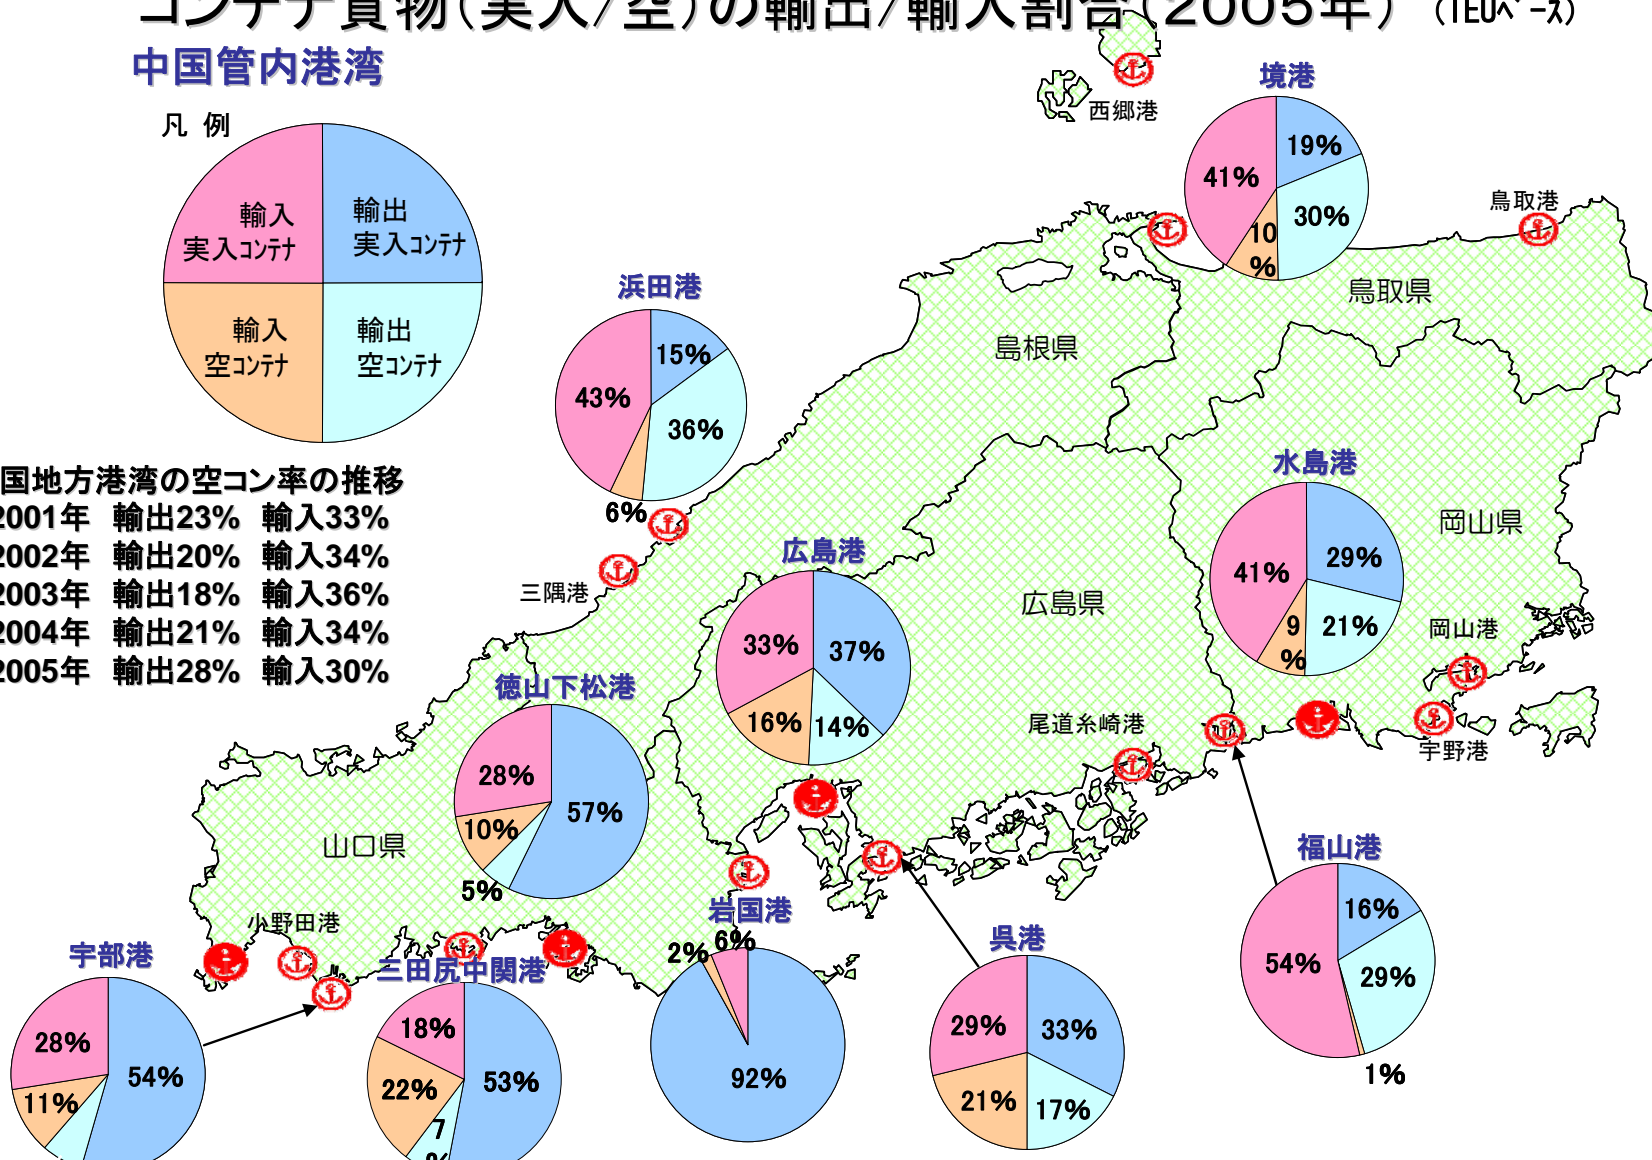 コンテナ貨物（実入/空）の輸出/輸入割合（2005年）（TEUﾍﾞｰｽ）
中国管内港湾
凡 例
輸入
実入ｺﾝﾃﾅ
輸出
実入ｺﾝﾃﾅ
輸入
空ｺﾝﾃﾅ
輸出
空ｺﾝﾃﾅ
国地方港湾の空コン率の推移
2001年 輸出23% 輸入33%
2002年 輸出20% 輸入34%
2003年 輸出18% 輸入36%
2004年 輸出21% 輸入34%
2005年 輸出28% 輸入30%
西郷港
境港
41%
19%
30%
10
%
鳥取港
鳥取県
島根県
浜田港
43%
15%
36%
6%
三隅港
水島港
41%
29%
21%
9
%
岡山県
岡山港
宇野港
広島港
33%
37%
16%
14%
広島県
尾道糸崎港
徳山下松港
28%
57%
10%
5%
山口県
小野田港
宇部港
28%
54%
11%
三田尻中関港
18%
53%
22%
7
%
岩国港
2%
6%
92%
呉港
29%
33%
21%
17%
福山港
16%
54%
29%
1%